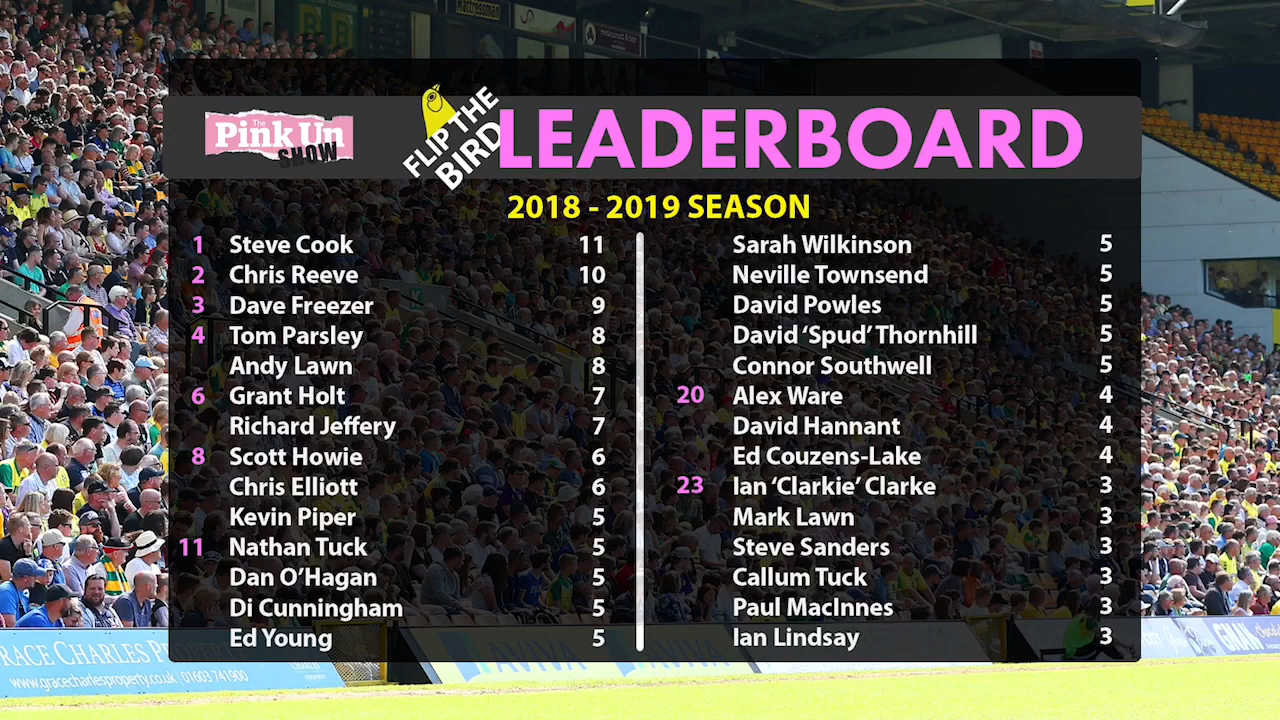 The
Pink Un
SHOW
FLIP THE
BIRD
LEADERBOARD
2018 - 2019 SEASON
1 Steve Cook 11
2 Chris Reeve 10
3 Dave Freezer 9
4 Tom Parsley 8
Andy Lawn 8
6 Grant Holt 7
Richard Jeffery 7
8 Scott Howie 6
Chris Elliott 6
Kevin Piper 5
11 Nathan Tuck 5
Dan O’Hagan 5
Di Cunningham 5
Ed Young 5
Sarah Wilkinson 5
Neville Townsend 5
David Powles 5
David ‘Spud’ Thornhill 5
Connor Southwell 5
20 Alex Ware 4
David Hannant 4
Ed Couzens-Lake 4
23 Ian ‘Clarkie’ Clarke 3
Mark Lawn 3
Steve Sanders 3
Callum Tuck 3
Paul MacInnes 3
Ian Lindsay 3
RACE CHARLES
www.gracecharlesproperty.co.uk 01603 741900
AVIVA
AVIVA